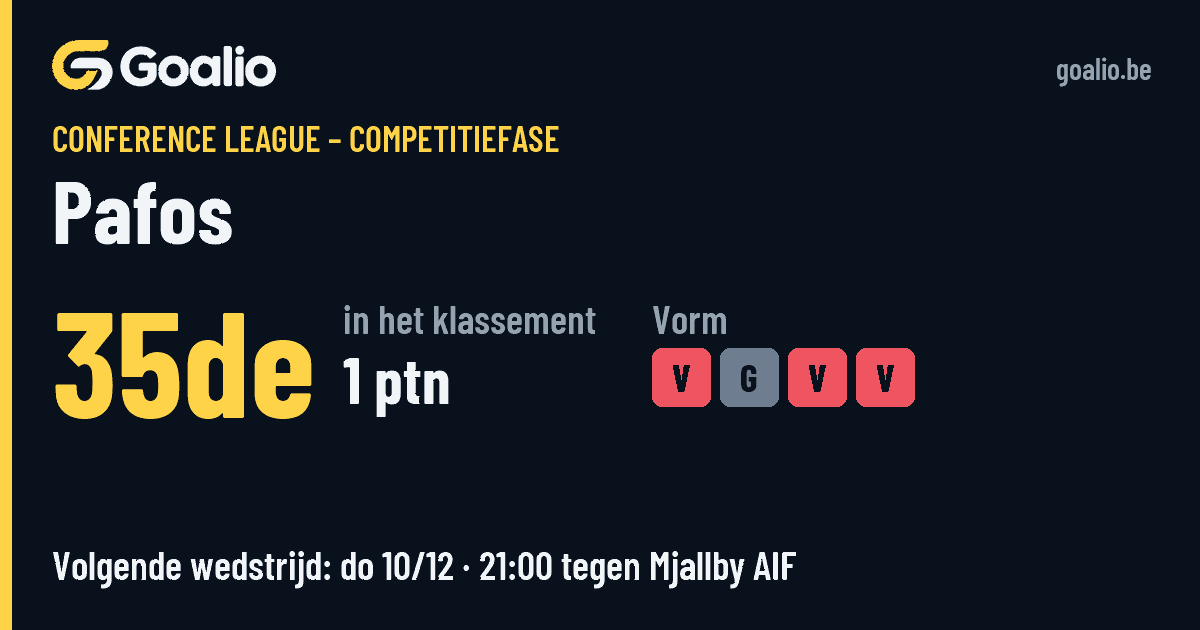 Goalio
goalio.be
CONFERENCE LEAGUE – COMPETITIEFASE
Pafos
35de
in het klassement
1 ptn
Vorm
V G V V
Volgende wedstrijd: do 10/12 · 21:00 tegen Mjallby AIF